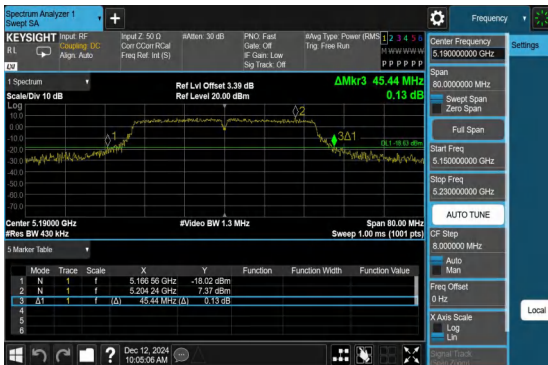 Spectrum Analyzer 1
Swept SA
+
Frequency
KEYSIGHT Input: RF
RL
Coupling: DC
Align: Auto
Input Z: 50 Ω
Corr CCorr RCal
Freq Ref: Int (S)
#Atten: 30 dB
PNO: Fast
Gate: Off
IF Gain: Low
Sig Track: Off
#Avg Type: Power (RMS
Trig: Free Run
1 2 3 4 5 6
M W W W W W
P P P P P P
1 Spectrum
Scale/Div 10 dB
Ref Lvl Offset 3.39 dB
Ref Level 20.00 dBm
ΔMkr3 45.44 MHz
0.13 dB
Log
10.0
0.00
-10.0
-20.0
-30.0
-40.0
-50.0
-60.0
-70.0
1
2
3Δ1
DL1 -18.63 dBm
Center 5.19000 GHz
#Res BW 430 kHz
#Video BW 1.3 MHz
Span 80.00 MHz
Sweep 1.00 ms (1001 pts)
5 Marker Table
Mode Trace Scale X Y Function Function Width Function Value
1 N 1 f 5.166 56 GHz -18.02 dBm
2 N 1 f 5.204 24 GHz 7.37 dBm
3 Δ1 1 f (Δ) 45.44 MHz (Δ) 0.13 dB
4
5
6
Dec 12, 2024
10:05:06 AM
Center Frequency
5.190000000 GHz
Span
80.0000000 MHz
Swept Span
Zero Span
Full Span
Start Freq
5.150000000 GHz
Stop Freq
5.230000000 GHz
AUTO TUNE
CF Step
8.000000 MHz
Auto
Man
Freq Offset
0 Hz
X Axis Scale
Log
Lin
Signal Track
Settings
Local